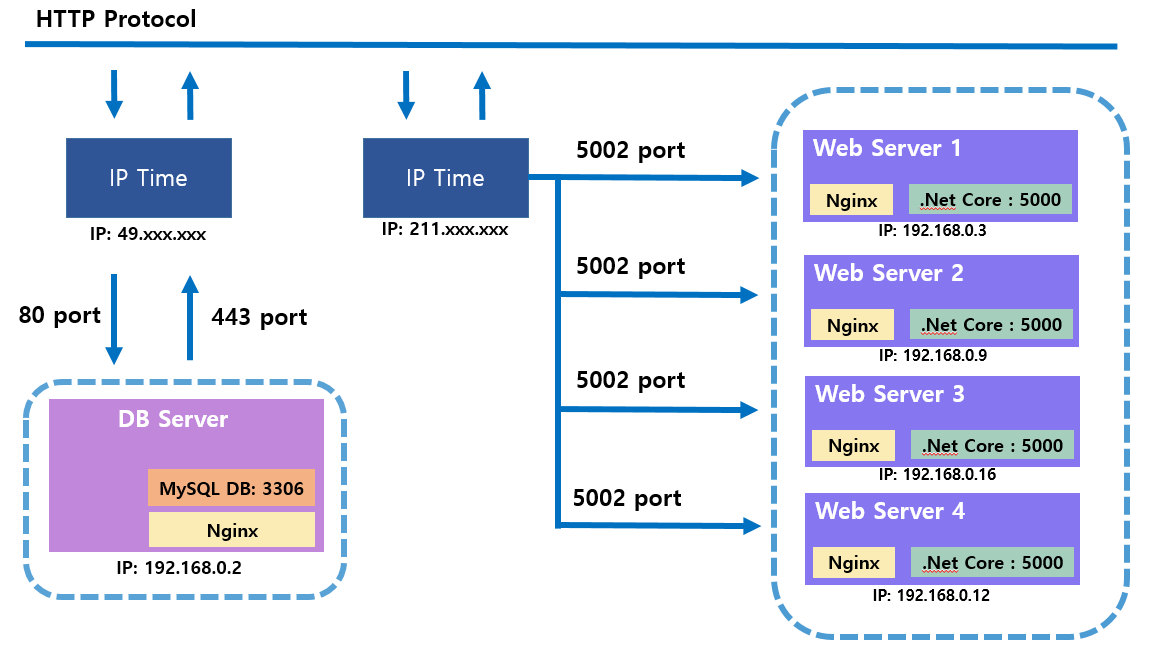 HTTP Protocol
IP Time
IP: 49.xxx.xxx
80 port
443 port
DB Server
MySQL DB: 3306
Nginx
IP: 192.168.0.2
IP Time
IP: 211.xxx.xxx
5002 port
5002 port
5002 port
5002 port
Web Server 1
Nginx
.Net Core : 5000
IP: 192.168.0.3
Web Server 2
Nginx
.Net Core : 5000
IP: 192.168.0.9
Web Server 3
Nginx
.Net Core : 5000
IP: 192.168.0.16
Web Server 4
Nginx
.Net Core : 5000
IP: 192.168.0.12